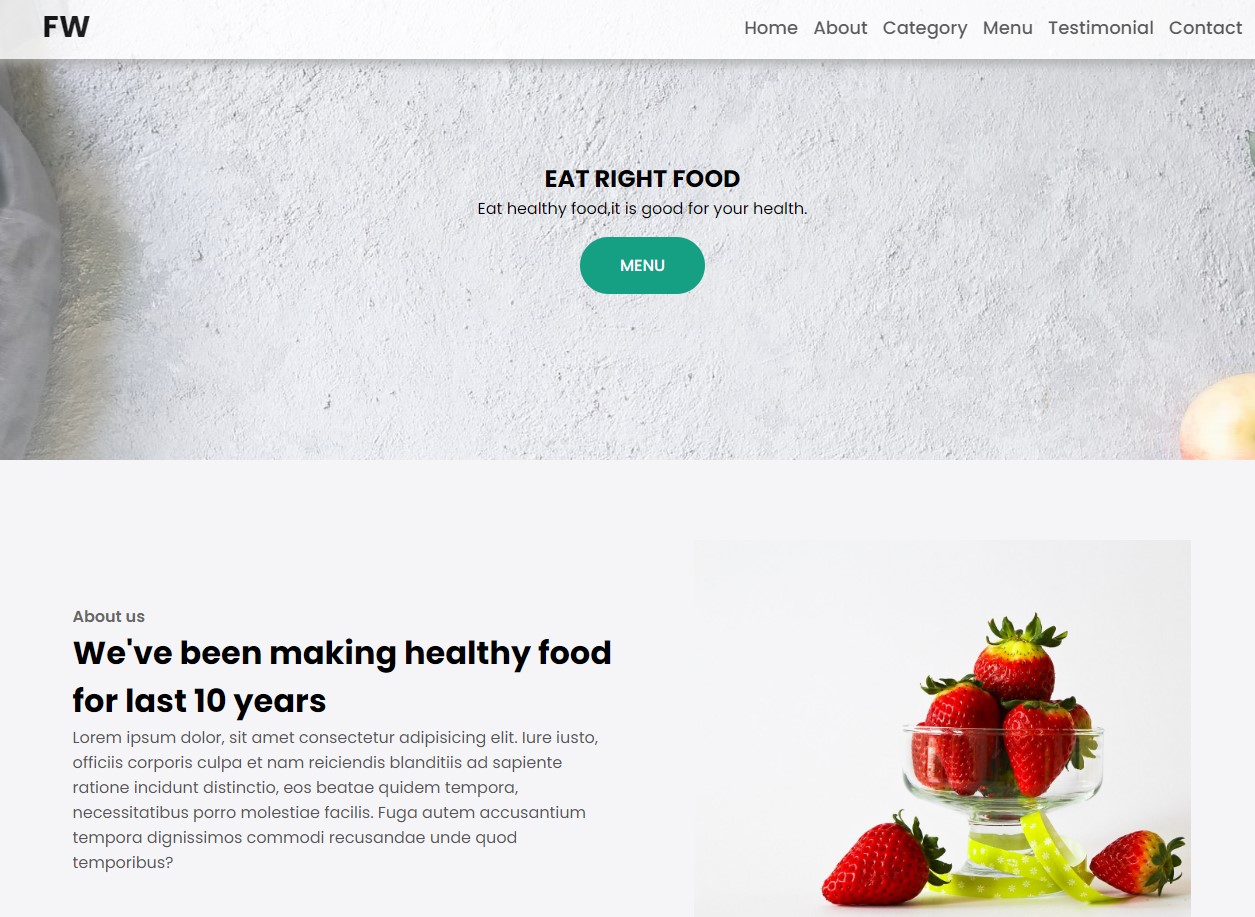 FW
Home About Category Menu Testimonial Contact
EAT RIGHT FOOD
Eat healthy food,it is good for your health.
MENU
About us
We've been making healthy food
for last 10 years
Lorem ipsum dolor, sit amet consectetur adipisicing elit. Iure iusto,
officiis corporis culpa et nam reiciendis blanditiis ad sapiente
ratione incidunt distinctio, eos beatae quidem tempora,
necessitatibus porro molestiae facilis. Fuga autem accusantium
tempora dignissimos commodi recusandae unde quod
temporibus?